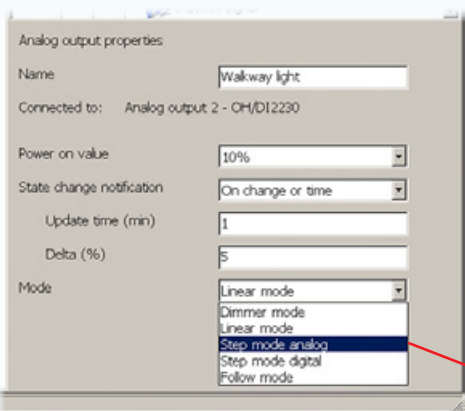 Analog output properties
Name Walkway light
Connected to: Analog output 2 - OH/DI2230
Power on value 10%
State change notification On change or time
Update time (min) 1
Delta (%) 5
Mode Linear mode
Dimmer mode
Linear mode
Step mode analog
Step mode digital
Follow mode